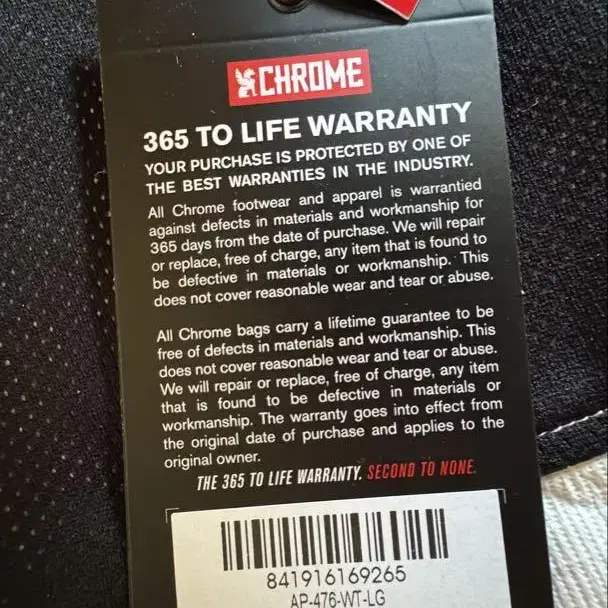 CHROME
365 TO LIFE WARRANTY
YOUR PURCHASE IS PROTECTED BY ONE OF
THE BEST WARRANTIES IN THE INDUSTRY.
All Chrome footwear and apparel is warrantied
against defects in materials and workmanship for
365 days from the date of purchase. We will repair
or replace, free of charge, any item that is found to
be defective in materials or workmanship. This
does not cover reasonable wear and tear or abuse.
All Chrome bags carry a lifetime guarantee to be
free of defects in materials and workmanship. This
does not cover reasonable wear and tear or abuse.
We will repair or replace, free of charge, any item
that is found to be defective in materials or
workmanship. The warranty goes into effect from
the original date of purchase and applies to the
original owner.
THE 365 TO LIFE WARRANTY. SECOND TO NONE.
841916169265
AP-476-WT-LG